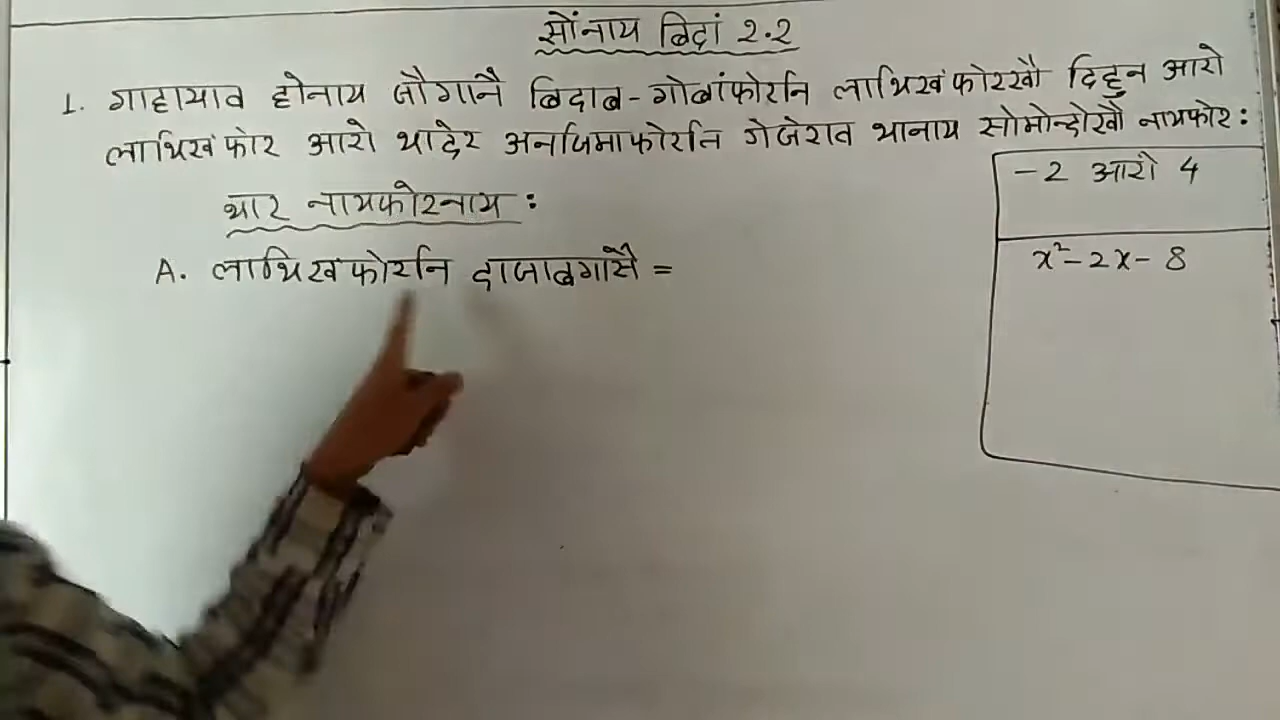 सोंनाय बिदां 2.2
1. गाहायाव होनाय जौगानै बिदाब-गोबांफोरनि लाथिखंफोरखौ दिहुन आरो
लाथिखंफोर आरो थादेर अनजिमाफोरनि गेजेराव थानाय सोमोन्दोखौ नायफोर:
थार नायफोरनाय:
A. लाथिखंफोरनि दाजाबगासै =
-2 आरो 4
x²-2x-8